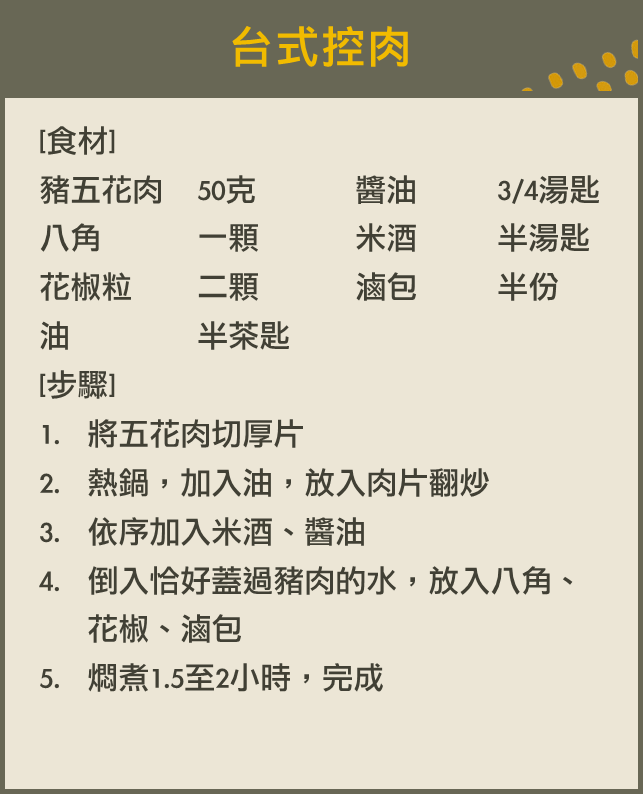 台式控肉
[食材]
豬五花肉 50克 醬油 3/4湯匙
八角 一顆 米酒 半湯匙
花椒粒 二顆 滷包 半份
油 半茶匙
[步驟]
1. 將五花肉切厚片
2. 熱鍋，加入油，放入肉片翻炒
3. 依序加入米酒、醬油
4. 倒入恰好蓋過豬肉的水，放入八角、
花椒、滷包
5. 燜煮1.5至2小時，完成